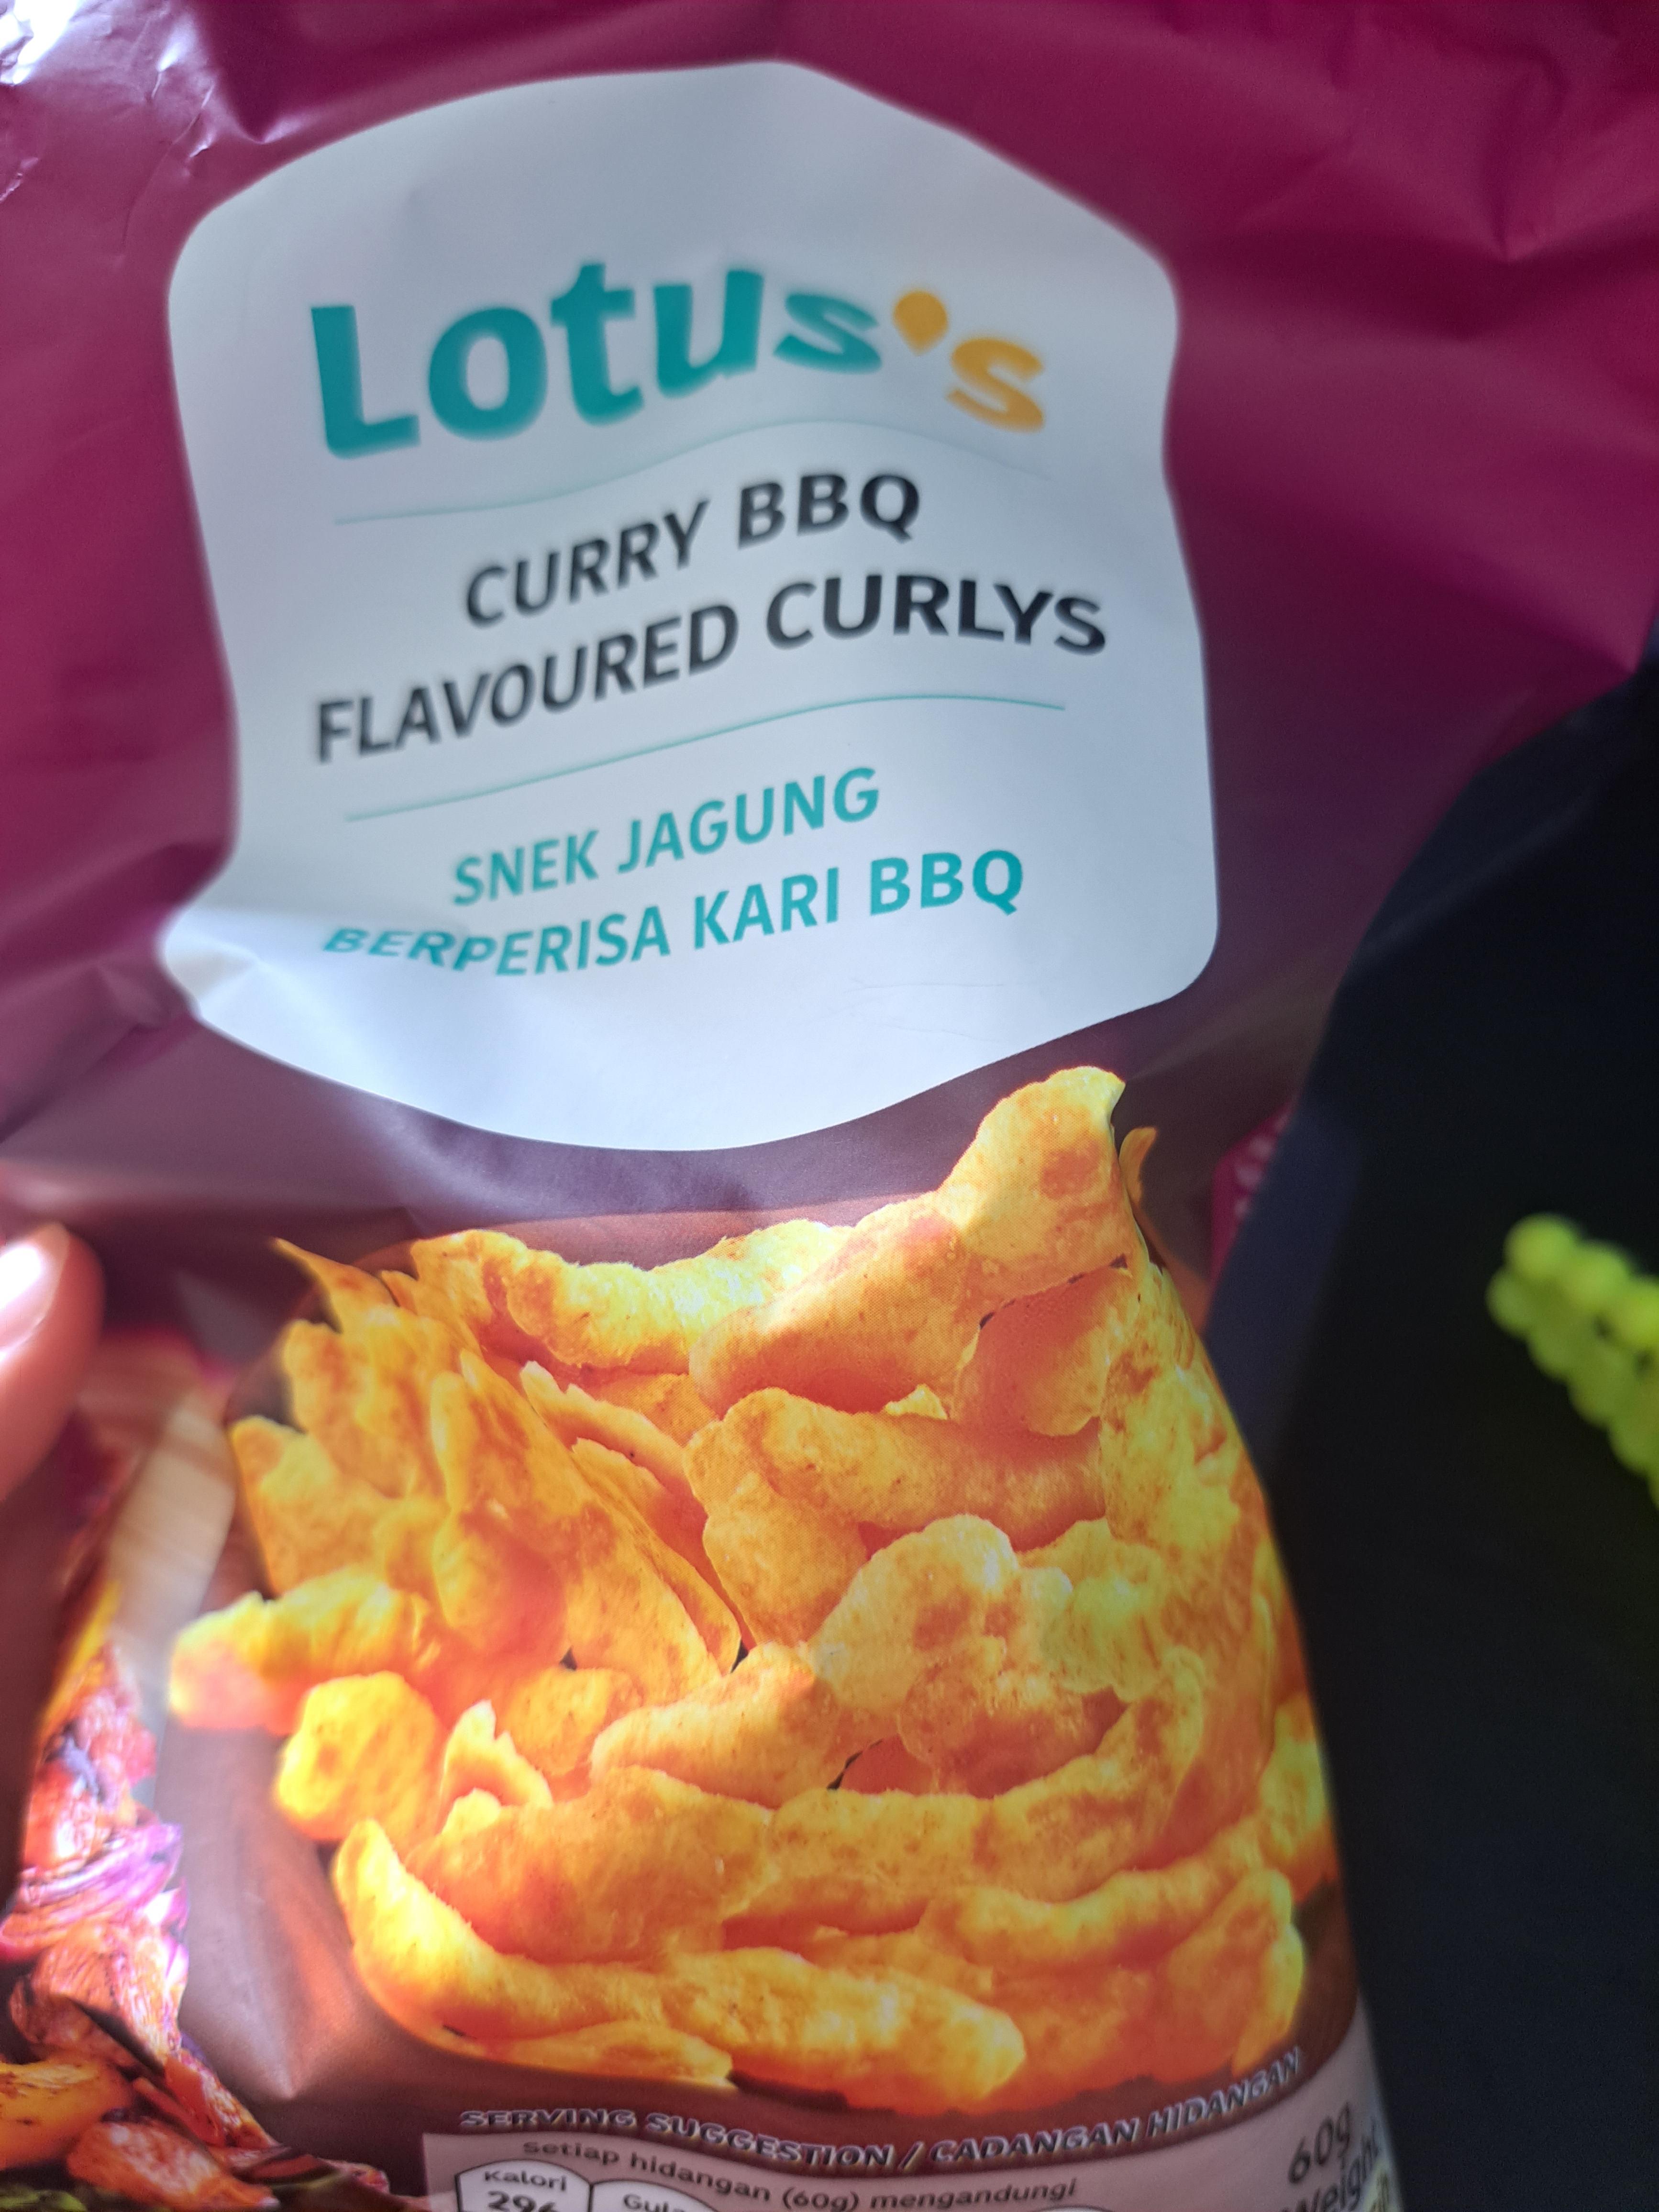 Lotus's
CURRY BBQ
FLAVOURED CURLYS
SNEK JAGUNG
BERPERISA KARI BBQ
SERVING SUGGESTION / CADANGAN HIDANGAN
Setiap hidangan (60g) mengandungi
Kalori
296
60g